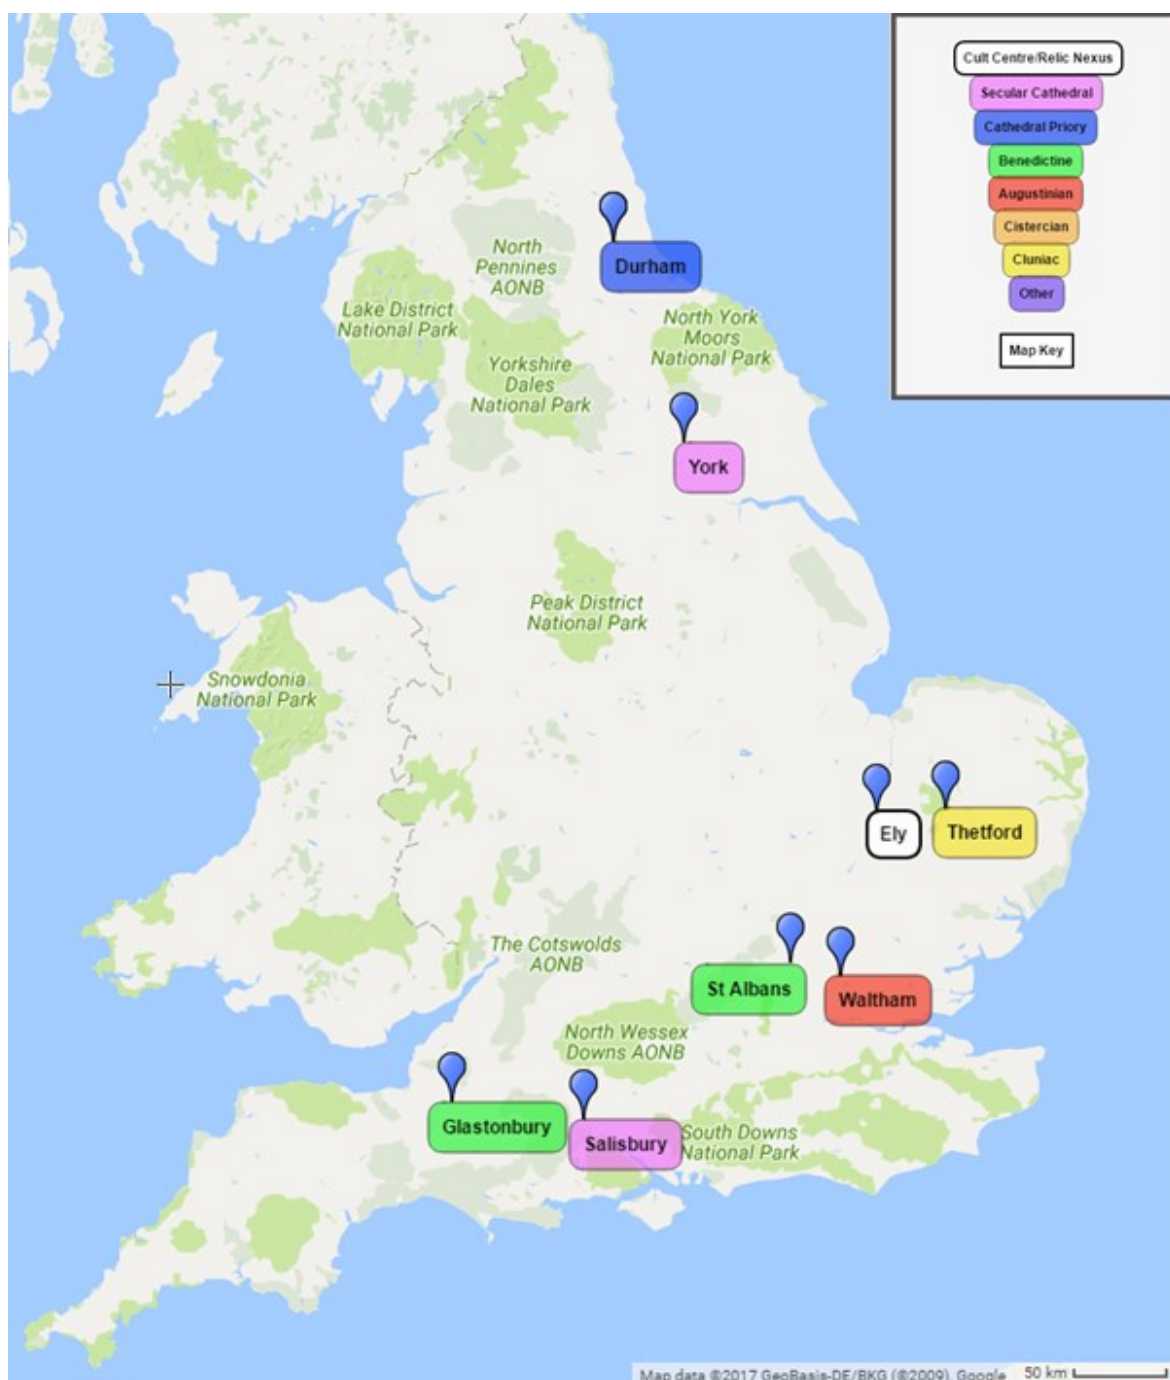 Cult Centre/Relic Nexus
Secular Cathedral
Cathedral Priory
Benedictine
Augustinian
Cistercian
Cluniac
Other
Map Key
Durham
North
Pennines
AONB
Lake District
National Park
North York
Moors
National Park
Yorkshire
Dales
National Park
York
Peak District
National Park
Snowdonia
National Park
Ely
Thetford
The Cotswolds
AONB
St Albans
Waltham
North Wessex
Downs AONB
Glastonbury
Salisbury
South Downs
National Park
Map data ©2017 GeoBasis-DE/BKG (©2009), Google 50 km